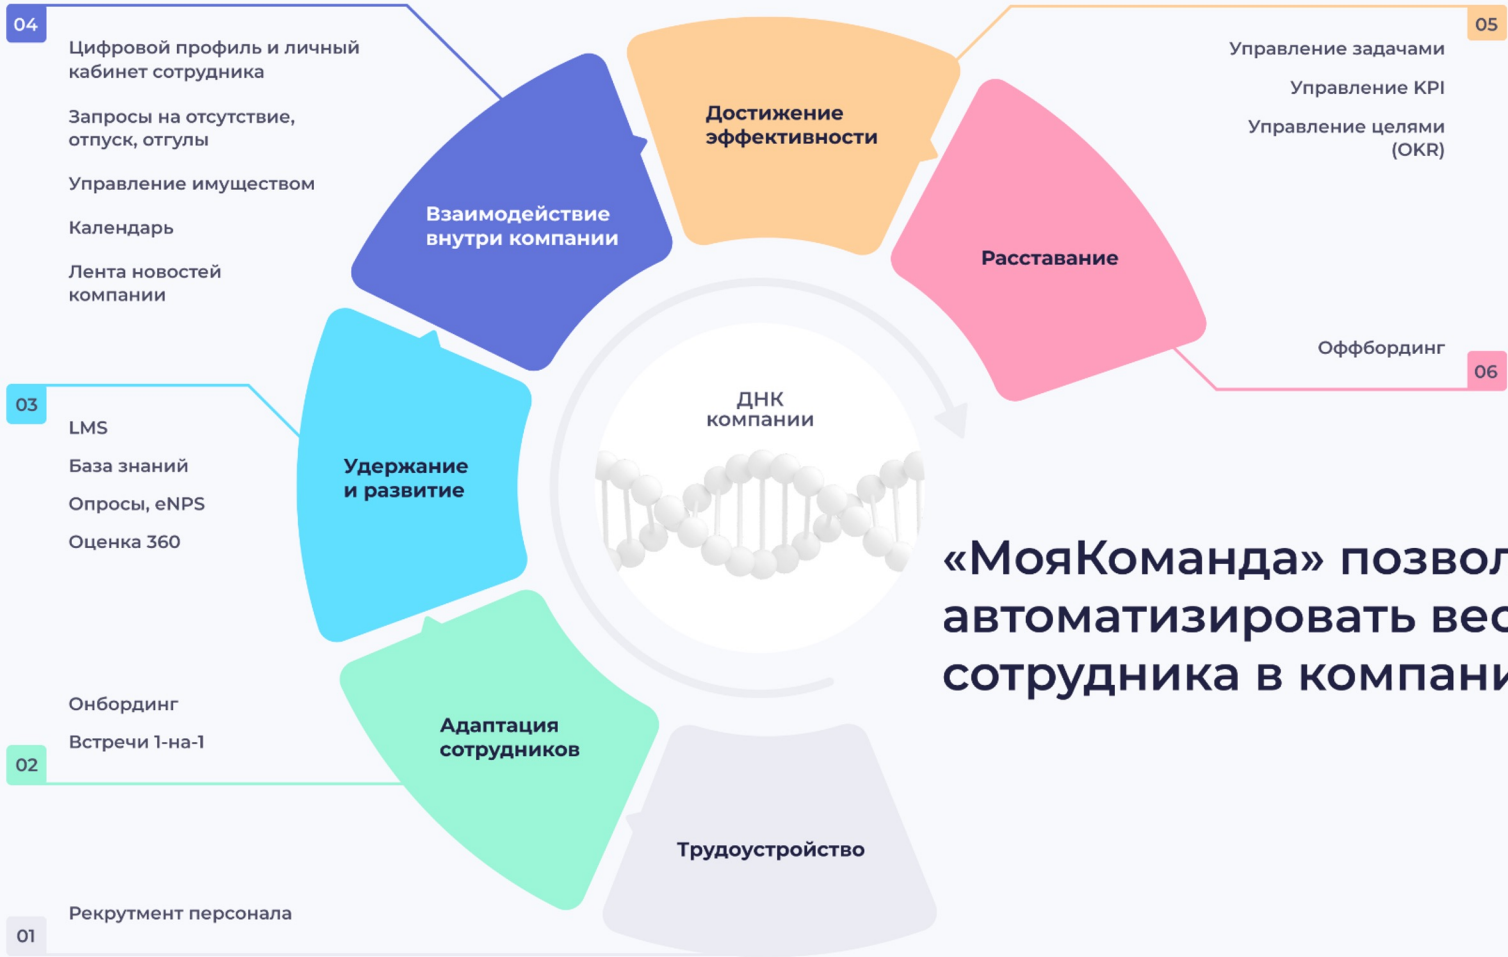 04
Цифровой профиль и личный
кабинет сотрудника
Запросы на отсутствие,
отпуск, отгулы
Управление имуществом
Календарь
Лента новостей
компании
05
Управление задачами
Управление KPI
Управление целями
(OKR)
Достижение
эффективности
Взаимодействие
внутри компании
Расставание
Оффбординг
06
03
LMS
База знаний
Опросы, eNPS
Оценка 360
Удержание
и развитие
ДНК
компании
«МояКоманда»
автоматизировать
сотрудника в
Онбординг
Встречи 1-на-1
02
Адаптация
сотрудников
Трудоустройство
Рекрутмент персонала
01